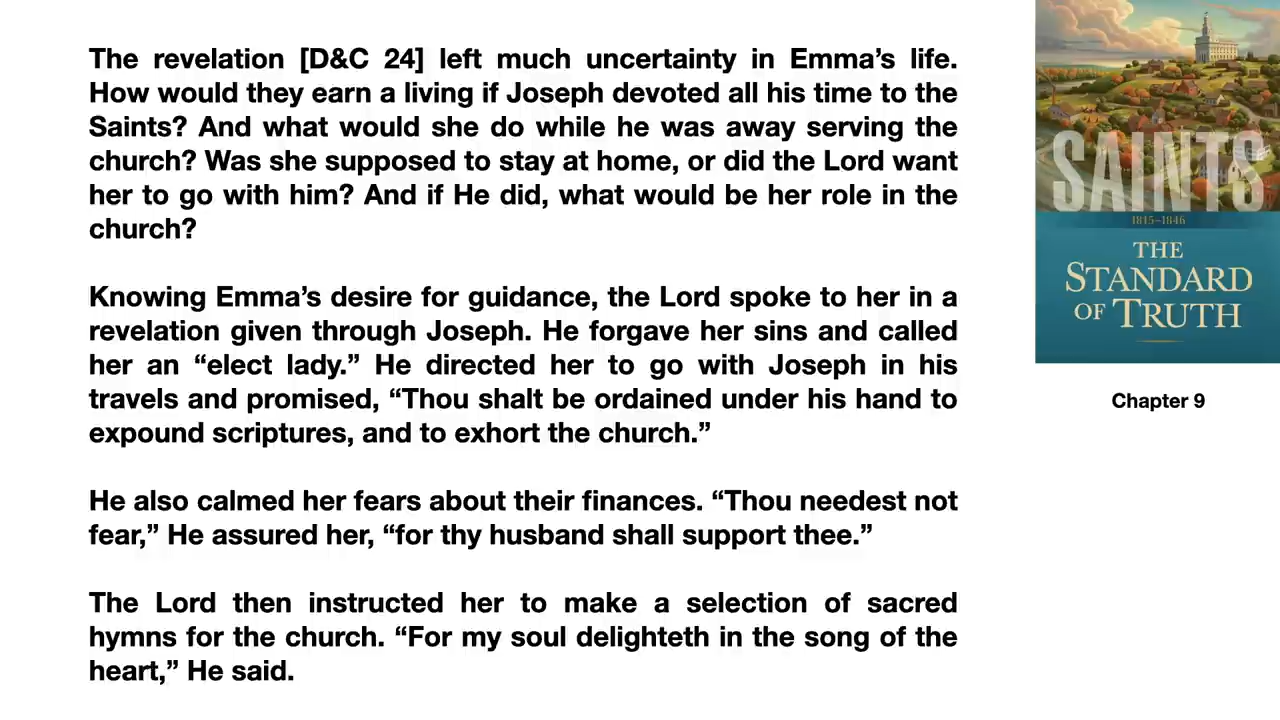 The revelation [D&C 24] left much uncertainty in Emma’s life.
How would they earn a living if Joseph devoted all his time to the
Saints? And what would she do while he was away serving the
church? Was she supposed to stay at home, or did the Lord want
her to go with him? And if He did, what would be her role in the
church?
Knowing Emma’s desire for guidance, the Lord spoke to her in a
revelation given through Joseph. He forgave her sins and called
her an “elect lady.” He directed her to go with Joseph in his
travels and promised, “Thou shalt be ordained under his hand to
expound scriptures, and to exhort the church.”
He also calmed her fears about their finances. “Thou needest not
fear,” He assured her, “for thy husband shall support thee.”
The Lord then instructed her to make a selection of sacred
hymns for the church. “For my soul delighteth in the song of the
heart,” He said.
SAINTS
1815–1846
THE
STANDARD
OF TRUTH
Chapter 9